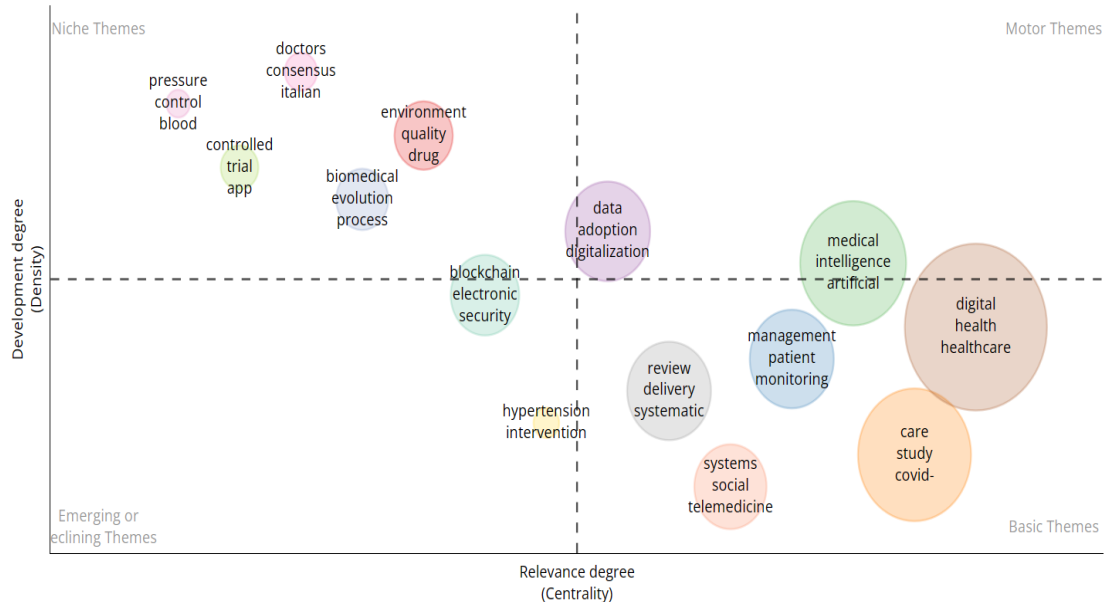 Niche Themes
Motor Themes
doctors
consensus
italian
pressure
control
blood
environment
quality
drug
controlled
trial
app
biomedical
evolution
process
data
adoption
digitalization
medical
intelligence
artificial
blockchain
electronic
security
digital
health
healthcare
management
patient
monitoring
review
delivery
systematic
hypertension
intervention
care
study
covid-
systems
social
telemedicine
Emerging or
eclining Themes
Basic Themes
Development degree
(Density)
Relevance degree
(Centrality)